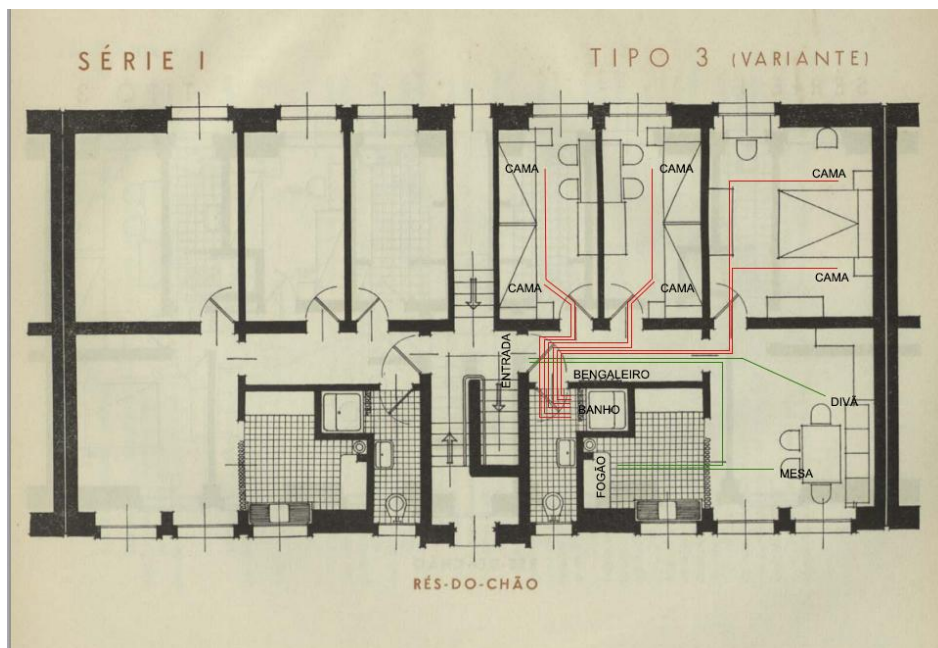 SÉRIE I
TIPO 3 (VARIANTE)
CAMA
CAMA
CAMA
CAMA
CAMA
CAMA
ENTRADA
BENGALEIRO
BANHO
DIVÃ
FOGÃO
MESA
RÉS-DO-CHÃO